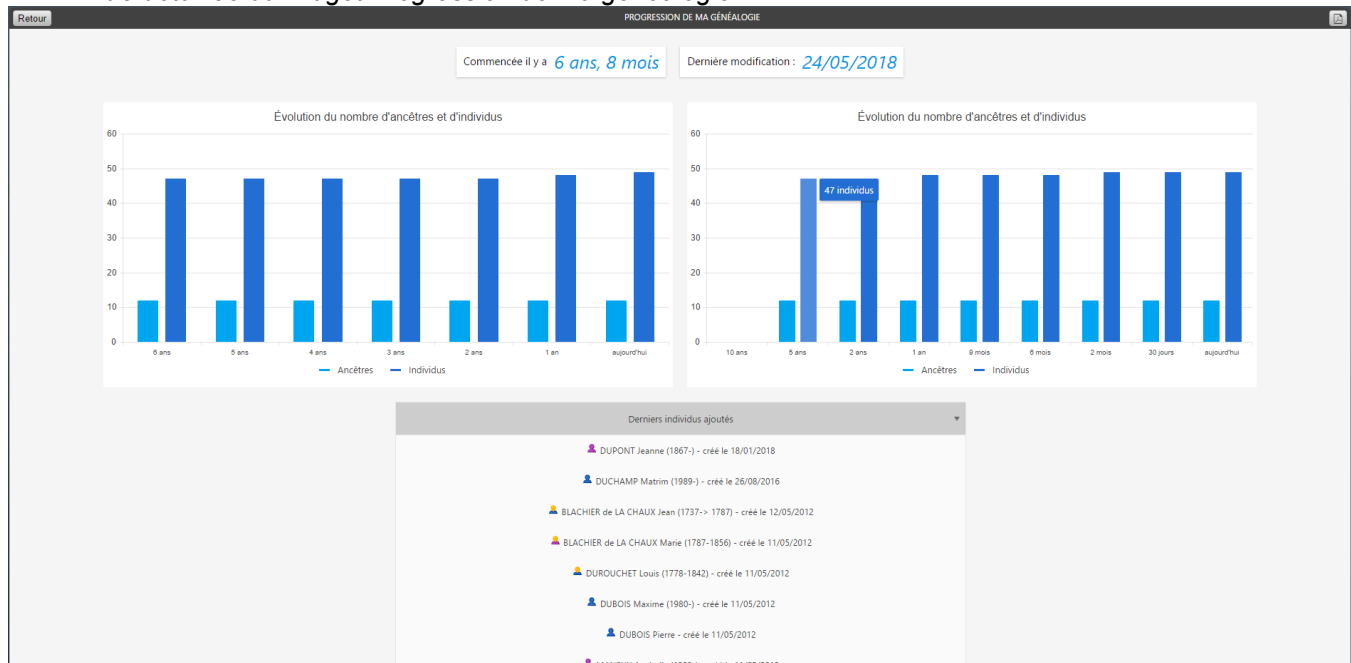 Retour
PROGRESSION DE MA GÉNÉALOGIE
Commencée il y a 6 ans, 8 mois
Dernière modification : 24/05/2018
Évolution du nombre d'ancêtres et d'individus
60
50
40
30
20
10
0
6 ans 5 ans 4 ans 3 ans 2 ans 1 an aujourd'hui
Ancêtres Individus
Évolution du nombre d'ancêtres et d'individus
60
50
47 individus
40
30
20
10
0
10 ans 5 ans 2 ans 1 an 9 mois 6 mois 2 mois 30 jours aujourd'hui
Ancêtres Individus
Derniers individus ajoutés
DUPONT Jeanne (1867-) - créé le 18/01/2018
DUCHAMP Matrim (1989-) - créé le 26/08/2016
BLACHIER de LA CHAUX Jean (1737-> 1787) - créé le 12/05/2012
BLACHIER de LA CHAUX Marie (1787-1856) - créé le 11/05/2012
DUROUCHET Louis (1778-1842) - créé le 11/05/2012
DUBOIS Maxime (1980-) - créé le 11/05/2012
DUBOIS Pierre - créé le 11/05/2012